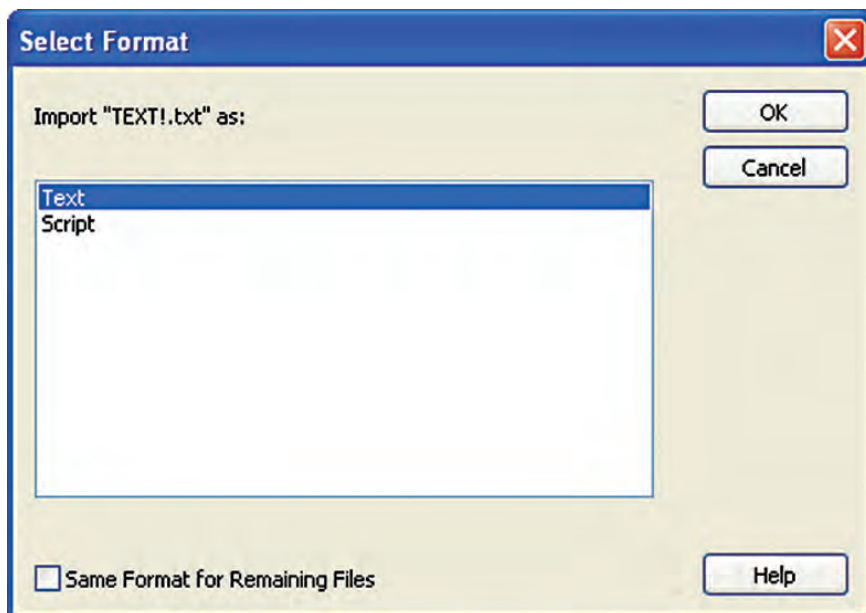 Select Format
Import "TEXT!.txt" as:
OK
Cancel
Text
Script
Same Format for Remaining Files
Help